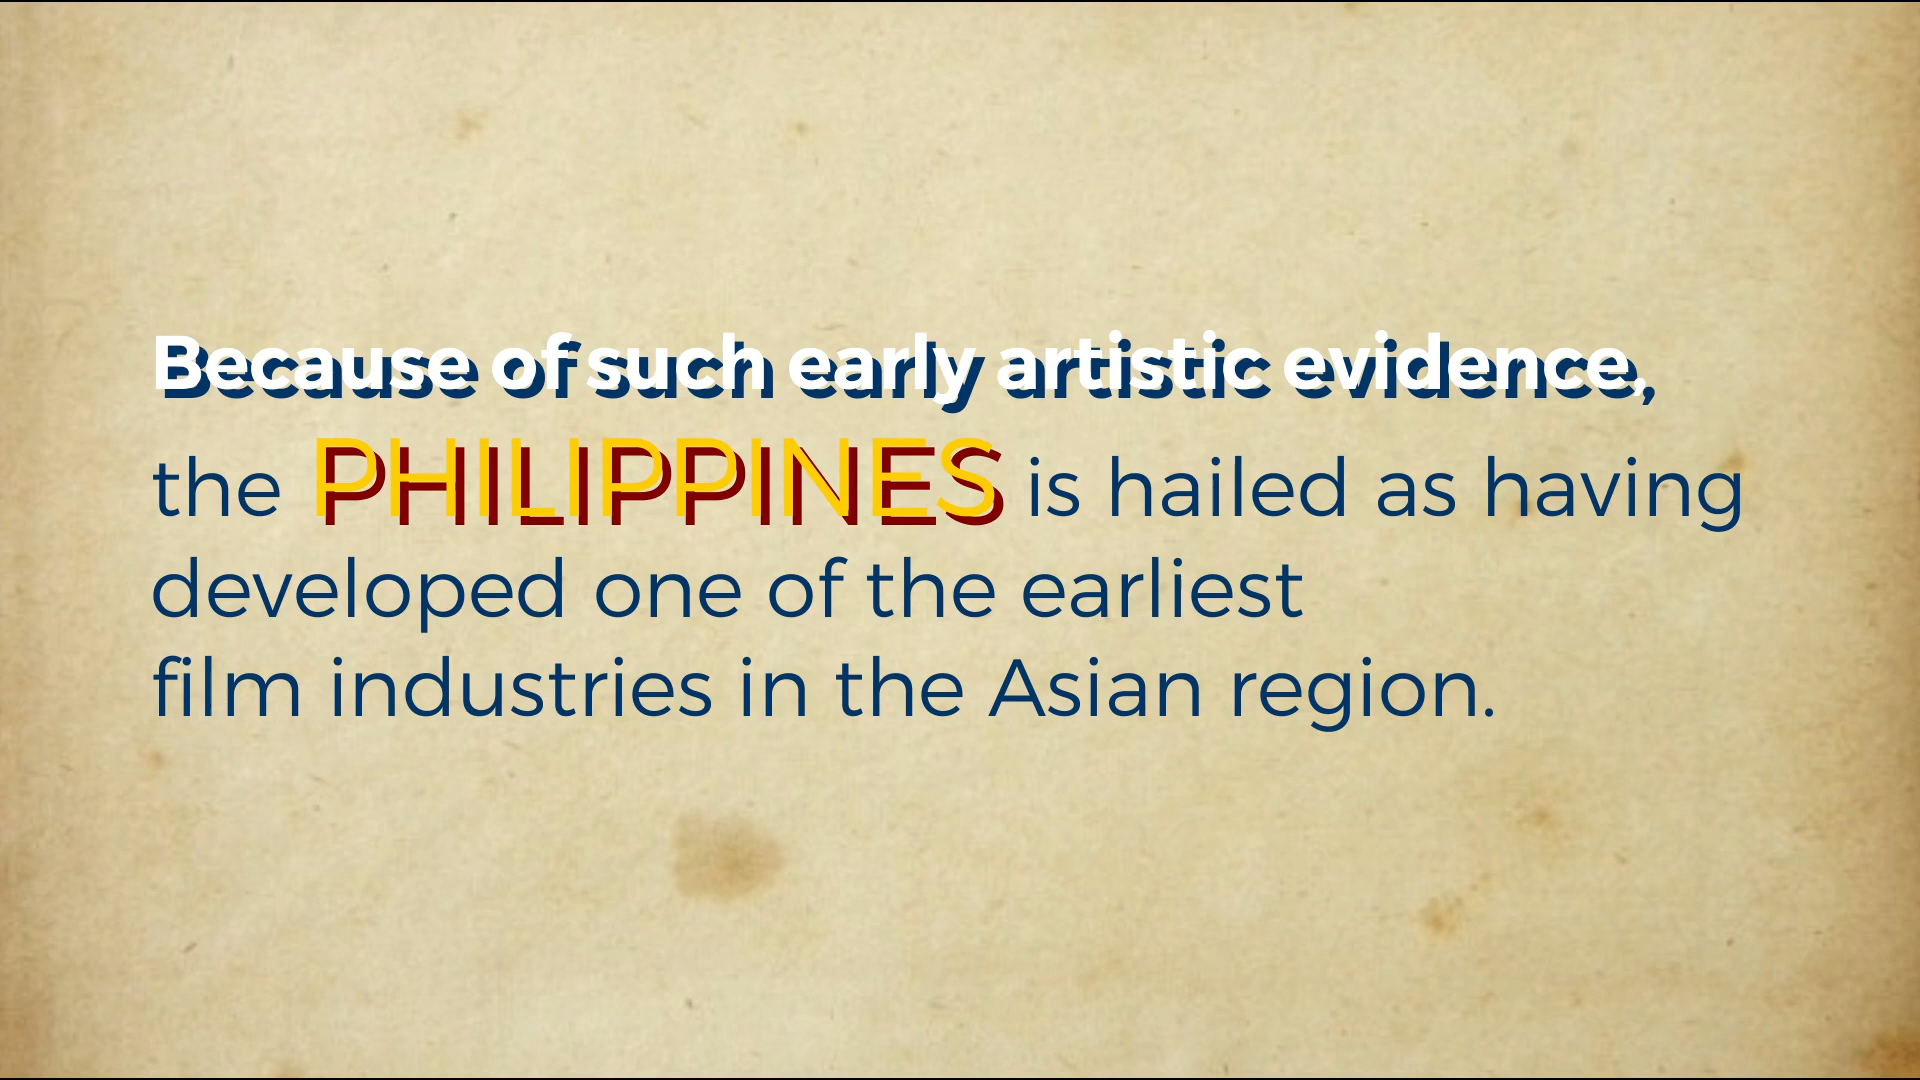 Because of such early artistic evidence,
the PHILIPPINES is hailed as having
developed one of the earliest
film industries in the Asian region.